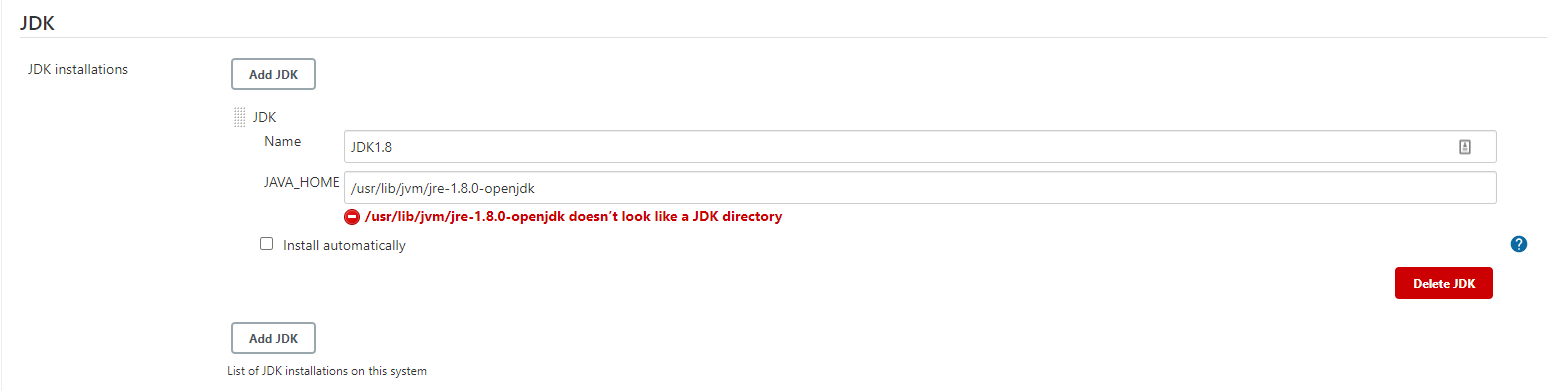 JDK
JDK installations
Add JDK
JDK
Name
JDK1.8
JAVA_HOME
/usr/lib/jvm/jre-1.8.0-openjdk
/usr/lib/jvm/jre-1.8.0-openjdk doesn’t look like a JDK directory
Install automatically
?
Delete JDK
Add JDK
List of JDK installations on this system